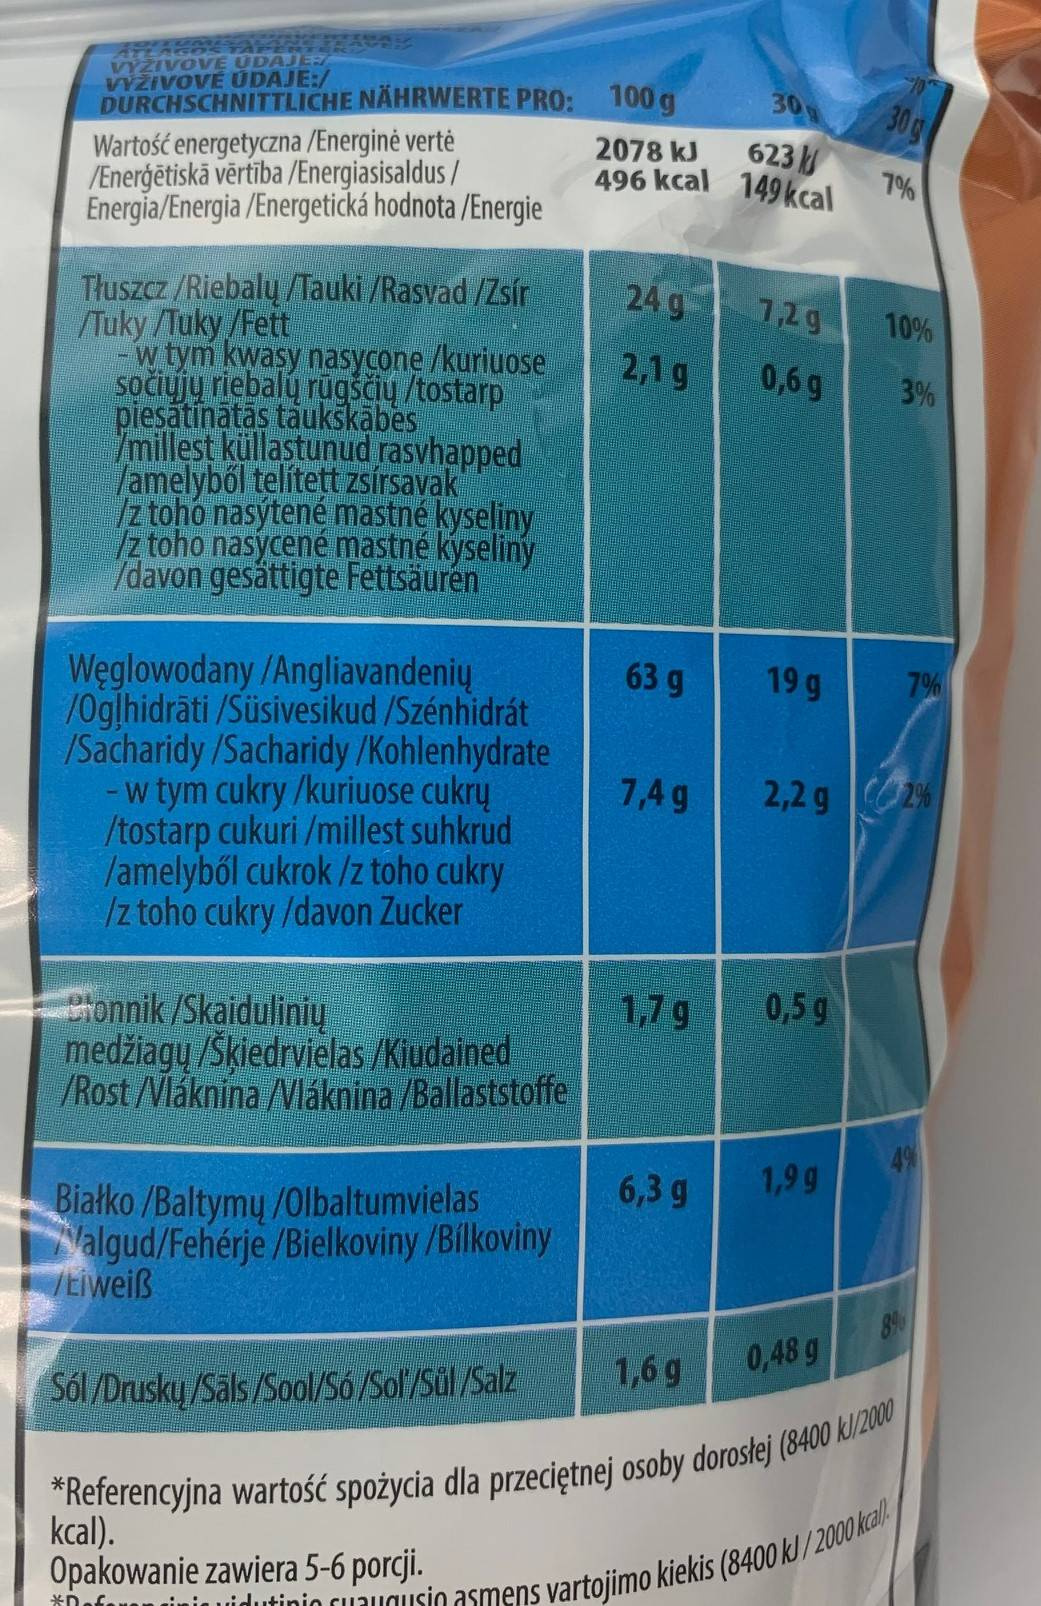 VÝŽIVOVÉ ÚDAJE:/
VÝŽIVOVÉ ÚDAJE:/
DURCHSCHNITTLICHE NÄHRWERTE PRO: 100 g 30 g 30 g
Wartość energetyczna /Energinė vertė
/Enerģētiskā vērtība /Energiasisaldus /
Energia/Energia /Energetická hodnota /Energie
2078 kJ 623 kJ
496 kcal 149 kcal 7%
Tłuszcz /Riebalų /Tauki /Rasvad /Zsír 24 g 7,2 g 10%
/Tuky /Tuky /Fett
- w tym kwasy nasycone /kuriuose 2,1 g 0,6 g 3%
sočiųjų riebalų rūgščių /tostarp
piesātinātās taukskābes
/millest küllastunud rasvhapped
/amelyből telített zsírsavak
/z toho nasýtené mastné kyseliny
/z toho nasycené mastné kyseliny
/davon gesättigte Fettsäuren
Węglowodany /Angliavandenių 63 g 19 g 7%
/Ogļhidrāti /Süsivesikud /Szénhidrát
/Sacharidy /Sacharidy /Kohlenhydrate
- w tym cukry /kuriuose cukrų 7,4 g 2,2 g 2%
/tostarp cukuri /millest suhkrud
/amelyből cukrok /z toho cukry
/z toho cukry /davon Zucker
Błonnik /Skaidulinių 1,7 g 0,5 g
medžiagų /Šķiedrvielas /Kiudained
/Rost /Vláknina /Vláknina /Ballaststoffe
Białko /Baltymų /Olbaltumvielas 6,3 g 1,9 g 4%
/Valgud/Fehérje /Bielkoviny /Bílkoviny
/Eiweiß
Sól /Druskų /Sāls /Sool/Só /Soľ/Sůl /Salz 1,6 g 0,48 g 8%
*Referencyjna wartość spożycia dla przeciętnej osoby dorosłej (8400 kJ/2000
kcal).
Opakowanie zawiera 5-6 porcji.
suaugusio asmens vartojimo kiekis (8400 kJ / 2000 kcal).